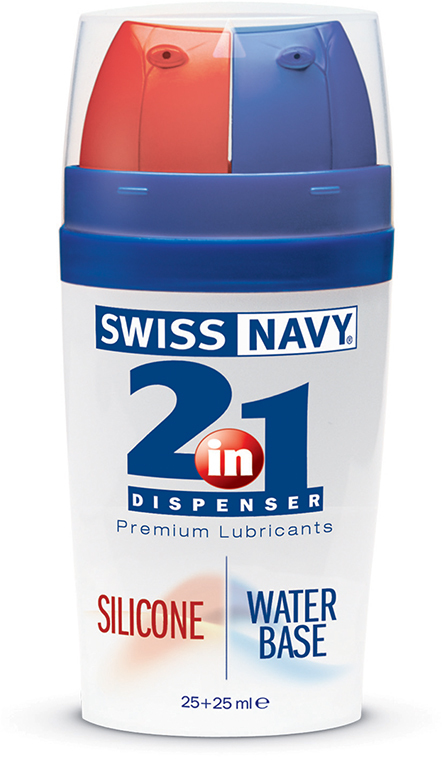 SWISS NAVY®
2in1
DISPENSER
Premium Lubricants
SILICONE
WATER
BASE
25+25 ml ℮